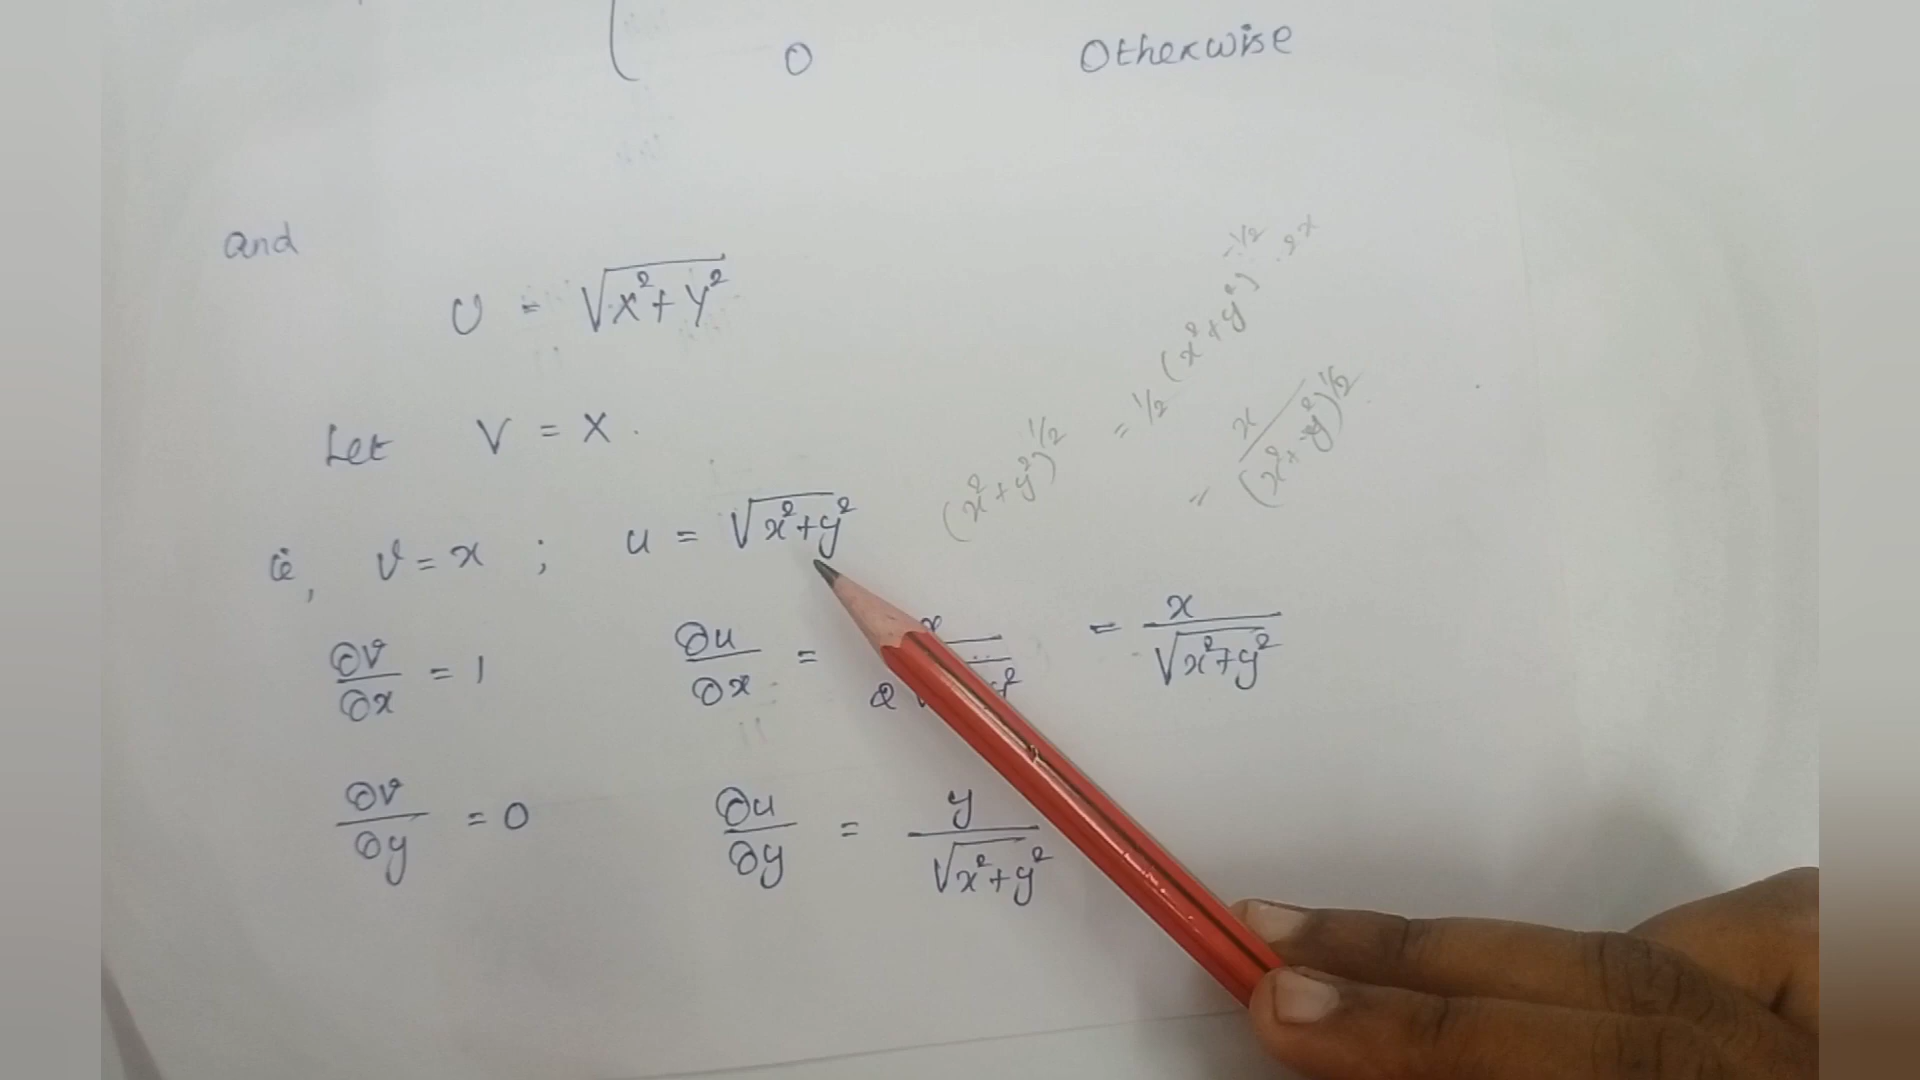 0 Otherwise
and
U = √X²+Y²
Let V = X.
ie, v = x ; u = √x²+y²
(x²+y²)^1/2 = 1/2 (x²+y²)^-1/2 . 2x
= x/(x²+y²)^1/2
∂v/∂x = 1 ∂u/∂x = = x/√x²+y²
∂v/∂y = 0 ∂u/∂y = y/√x²+y²